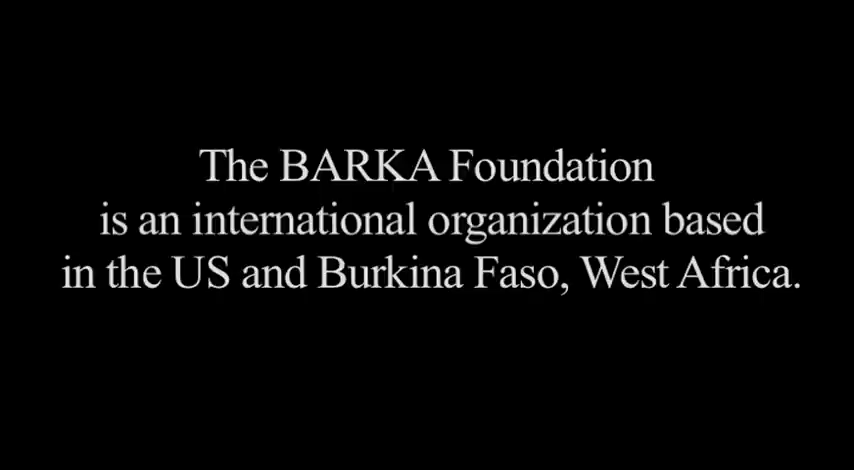 The BARKA Foundation
is an international organization based
in the US and Burkina Faso, West Africa.